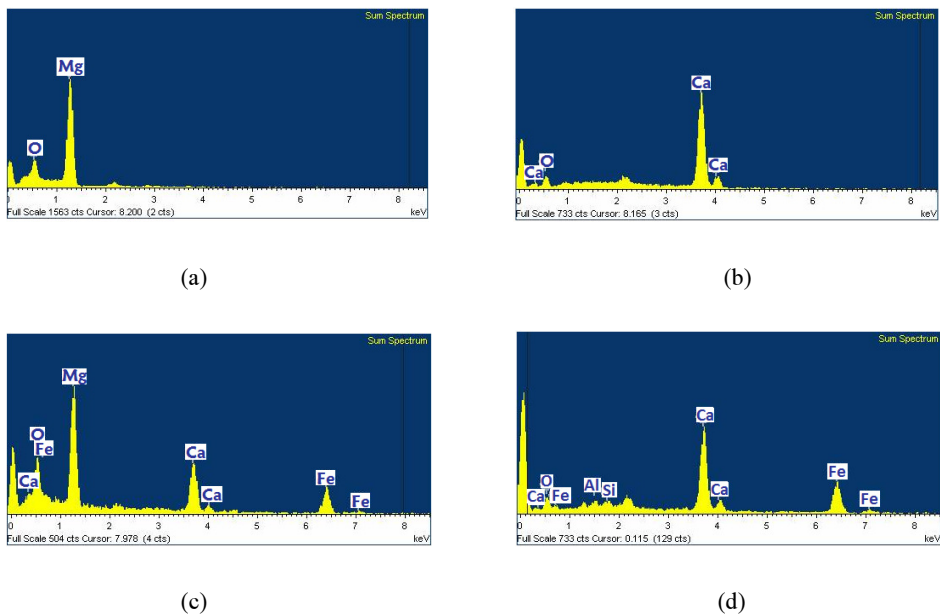 Sum Spectrum
Mg
O
0 1 2 3 4 5 6 7 8
Full Scale 1563 cts Cursor: 8.200 (2 cts) keV
(a)
Sum Spectrum
Ca
Ca O Ca
0 1 2 3 4 5 6 7 8
Full Scale 733 cts Cursor: 8.165 (3 cts) keV
(b)
Sum Spectrum
Mg
O
Fe
Ca
Ca
Ca
Fe
Fe
0 1 2 3 4 5 6 7 8
Full Scale 504 cts Cursor: 7.978 (4 cts) keV
(c)
Sum Spectrum
Ca
Fe
Ca O Fe Al Si Ca Fe
0 1 2 3 4 5 6 7 8
Full Scale 733 cts Cursor: 0.115 (129 cts) keV
(d)